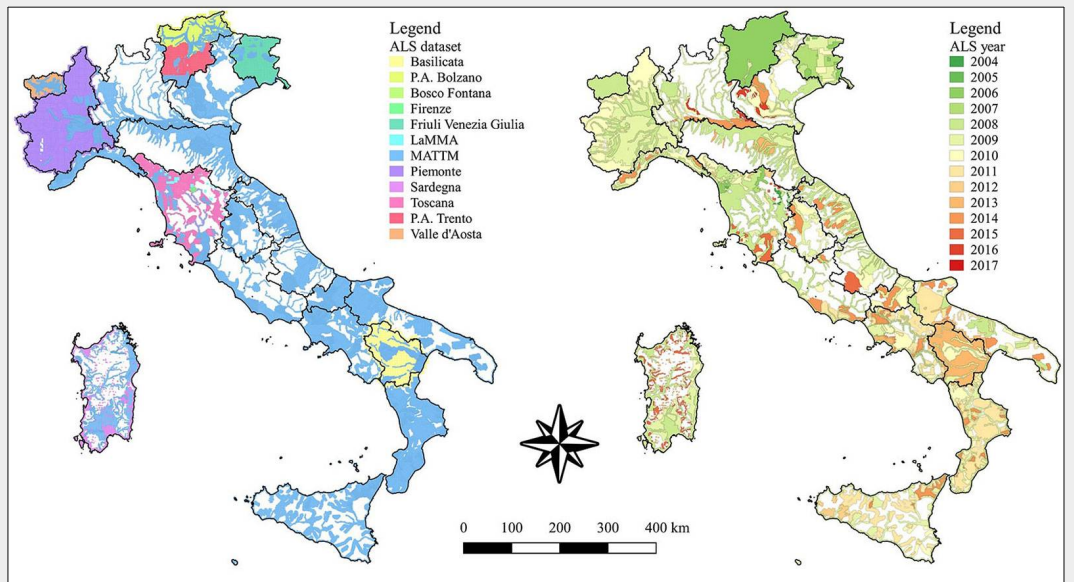 Legend
ALS dataset
Basilicata
P.A. Bolzano
Bosco Fontana
Firenze
Friuli Venezia Giulia
LaMMA
MATTM
Piemonte
Sardegna
Toscana
P.A. Trento
Valle d'Aosta
Legend
ALS year
2004
2005
2006
2007
2008
2009
2010
2011
2012
2013
2014
2015
2016
2017
0 100 200 300 400 km